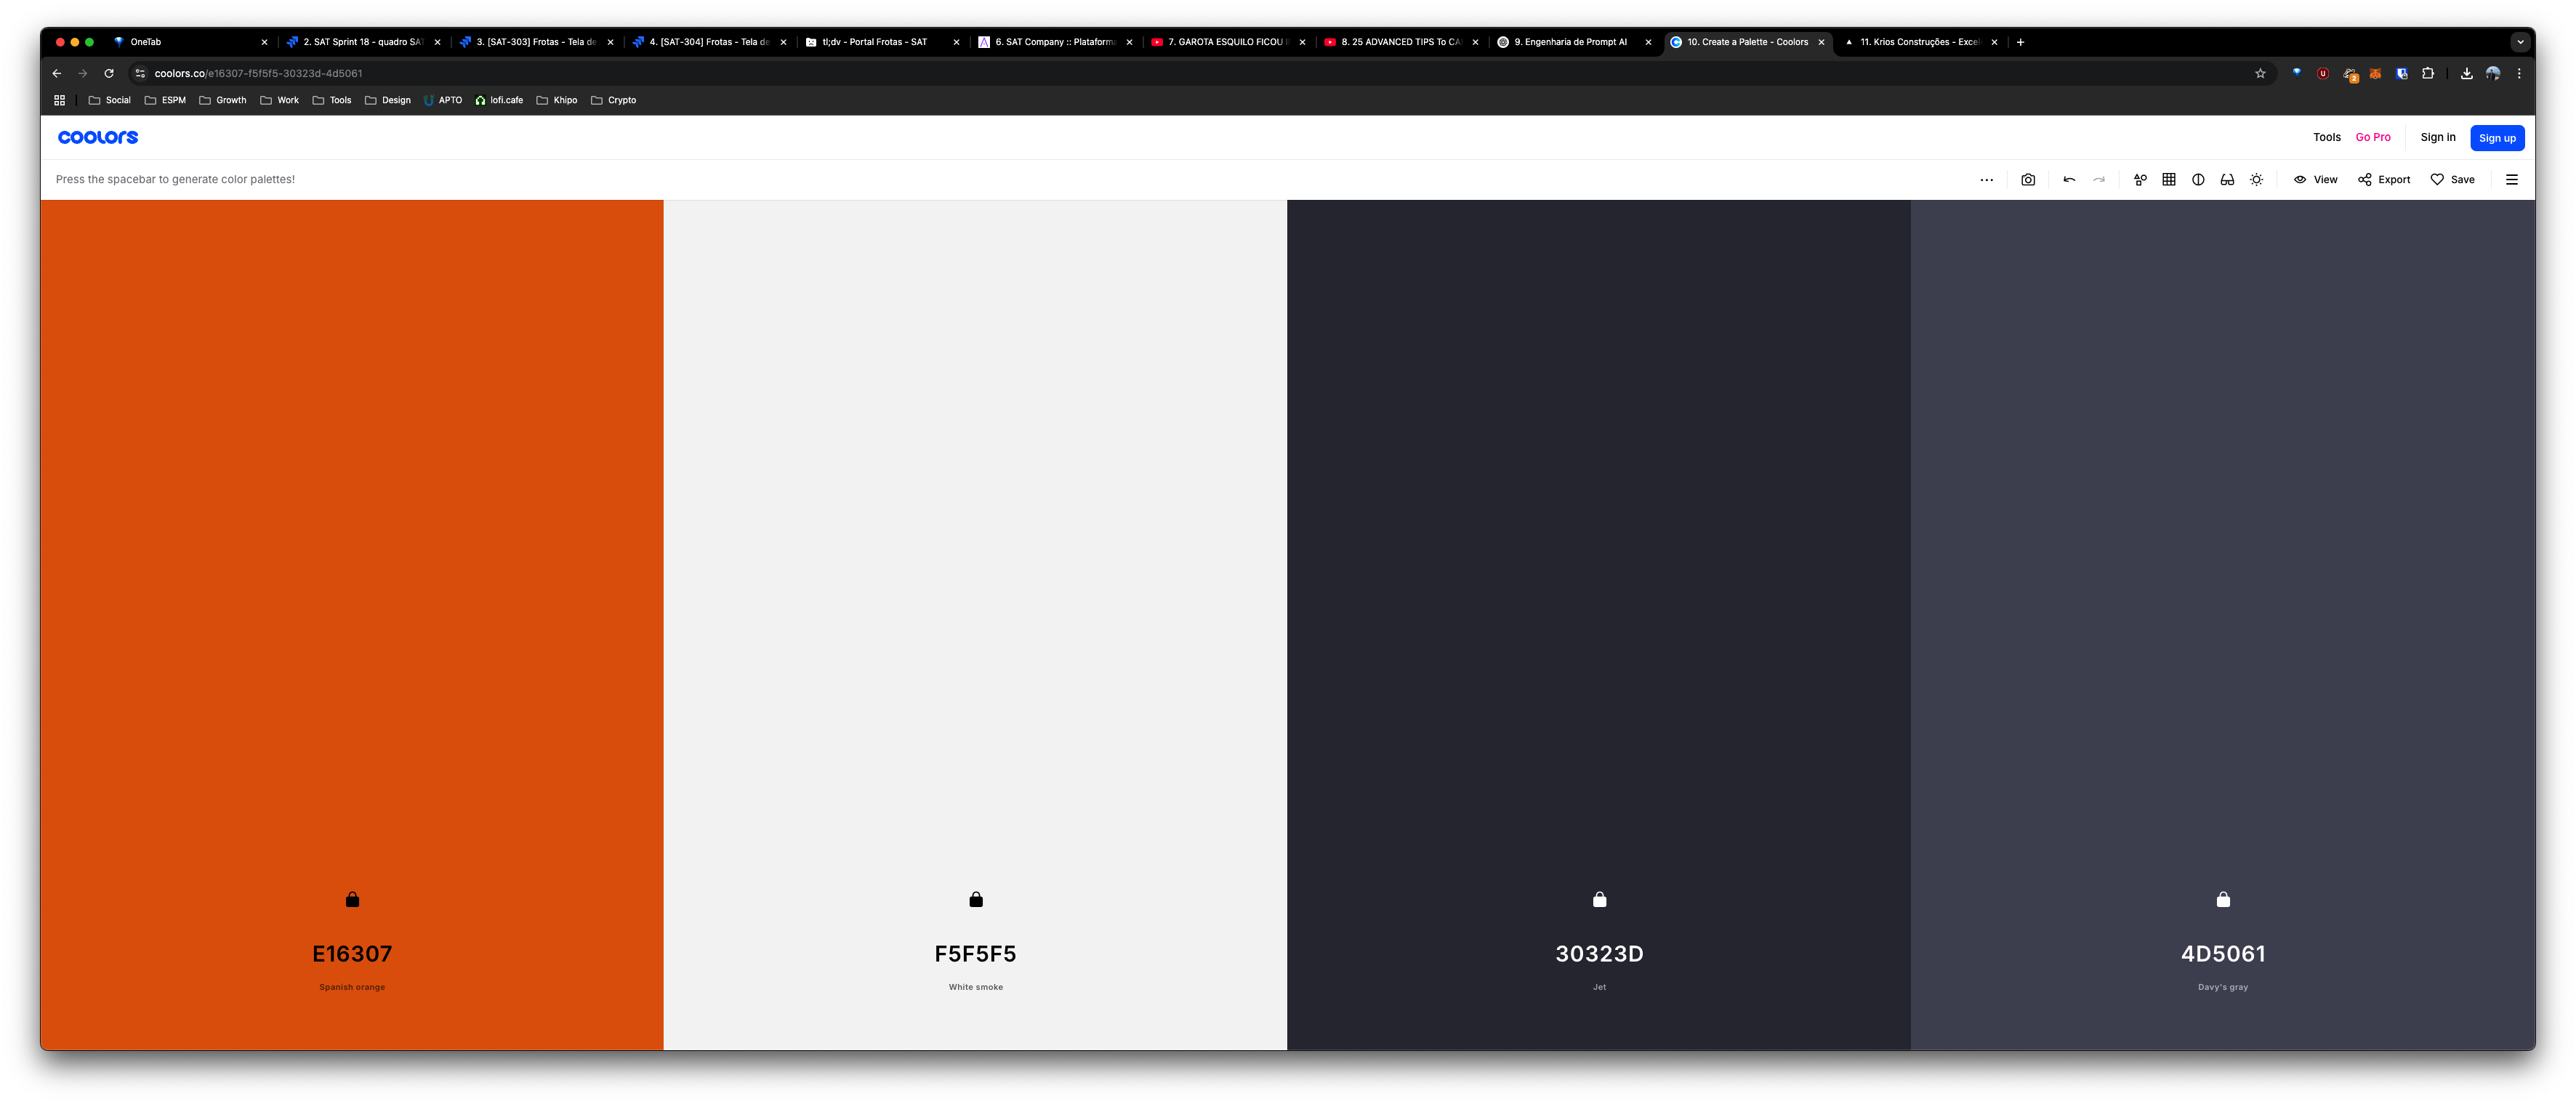 OneTab
2. SAT Sprint 18 - quadro SAT
3. [SAT-303] Frotas - Tela de
4. [SAT-304] Frotas - Tela de
tl;dv - Portal Frotas - SAT
6. SAT Company :: Plataforma
7. GAROTA ESQUILO FICOU
8. 25 ADVANCED TIPS To CA
9. Engenharia de Prompt AI
10. Create a Palette - Coolors
11. Krios Construções - Excel
coolors.co/e16307-f5f5f5-30323d-4d5061
2
Social
ESPM
Growth
Work
Tools
Design
APTO
lofi.cafe
Khipo
Crypto
coolors
Tools
Go Pro
Sign in
Sign up
Press the spacebar to generate color palettes!
View
Export
Save
E16307
Spanish orange
F5F5F5
White smoke
30323D
Jet
4D5061
Davy's gray